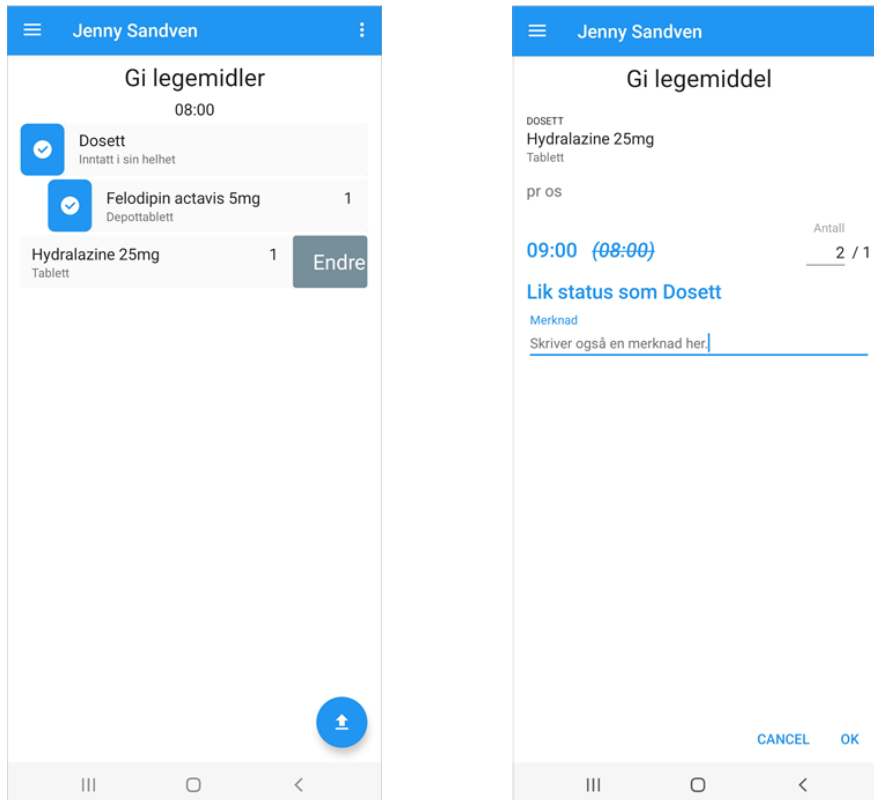 Jenny Sandven
Gi legemidler
08:00
Dosett
Inntatt i sin helhet
Felodipin actavis 5mg 1
Depottablett
Hydralazine 25mg 1 Endre
Tablett
Jenny Sandven
Gi legemiddel
DOSETT
Hydralazine 25mg
Tablett
pr os
Antall
09:00 (08:00) 2 / 1
Lik status som Dosett
Merknad
Skriver også en merknad her.
CANCEL OK